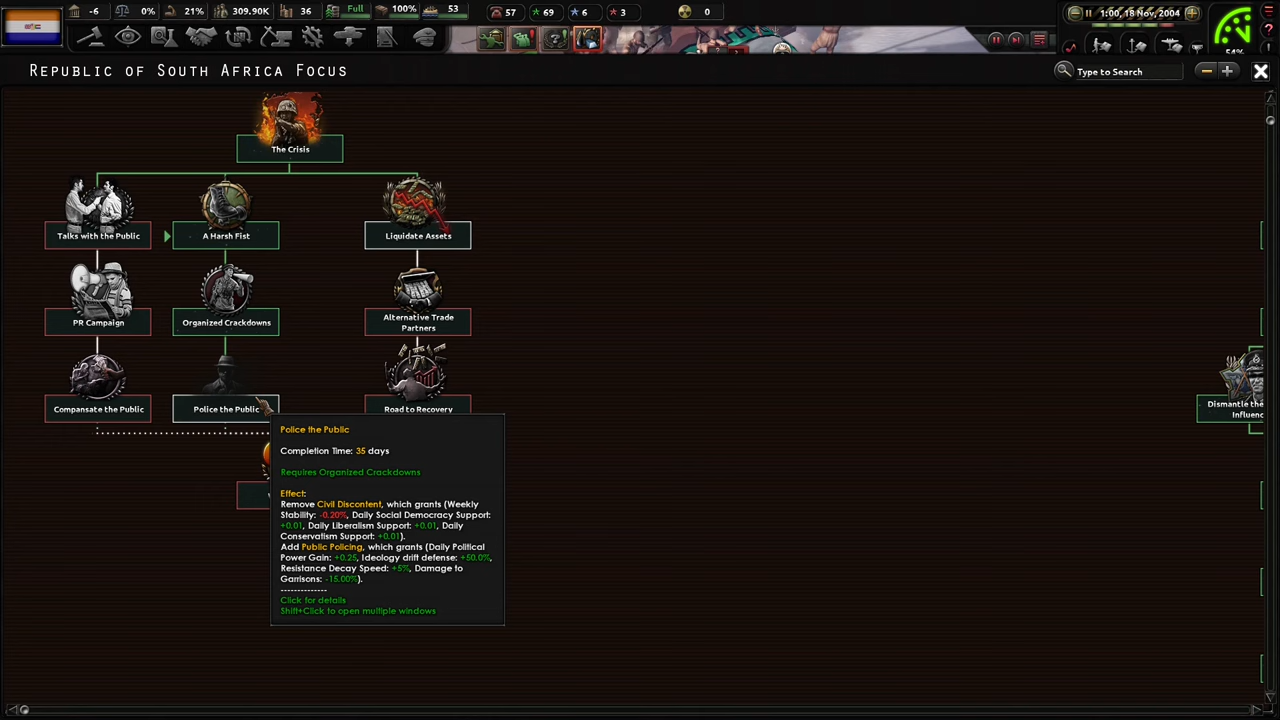 -6 0% 21% 309.90K 36 Full 100% 53 57 69 6 3 0 1:00, 18 Nov, 2004
54%
REPUBLIC OF SOUTH AFRICA FOCUS
Type to Search
The Crisis
Talks with the Public
A Harsh Fist
Liquidate Assets
PR Campaign
Organized Crackdowns
Alternative Trade
Partners
Compansate the Public
Police the Public
Road to Recovery
Dismantle the
Influenc
Police the Public
Completion Time: 35 days
Requires Organized Crackdowns
Effect:
Remove Civil Discontent, which grants (Weekly
Stability: -0.20%, Daily Social Democracy Support:
+0.01, Daily Liberalism Support: +0.01, Daily
Conservatism Support: +0.01).
Add Public Policing, which grants (Daily Political
Power Gain: +0.25, Ideology drift defense: +50.0%,
Resistance Decay Speed: +5%, Damage to
Garrisons: -15.00%).
--------------
Click for details
Shift+Click to open multiple windows